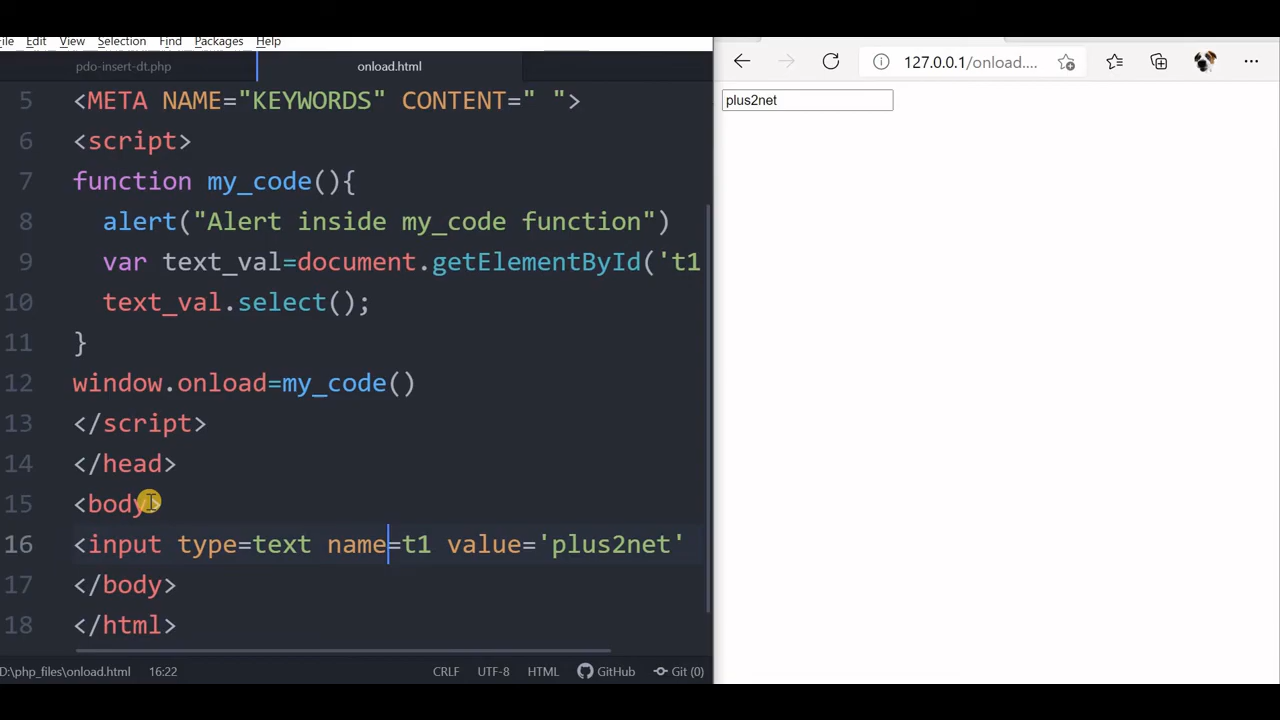 ile Edit View Selection Find Packages Help
pdo-insert-dt.php onload.html
127.0.0.1/onload....
plus2net
5 <META NAME="KEYWORDS" CONTENT=" ">
6 <script>
7 function my_code(){
8 alert("Alert inside my_code function")
9 var text_val=document.getElementById('t1
10 text_val.select();
11 }
12 window.onload=my_code()
13 </script>
14 </head>
15 <body>
16 <input type=text name=t1 value='plus2net'
17 </body>
18 </html>
D:\php_files\onload.html 16:22 CRLF UTF-8 HTML GitHub Git (0)